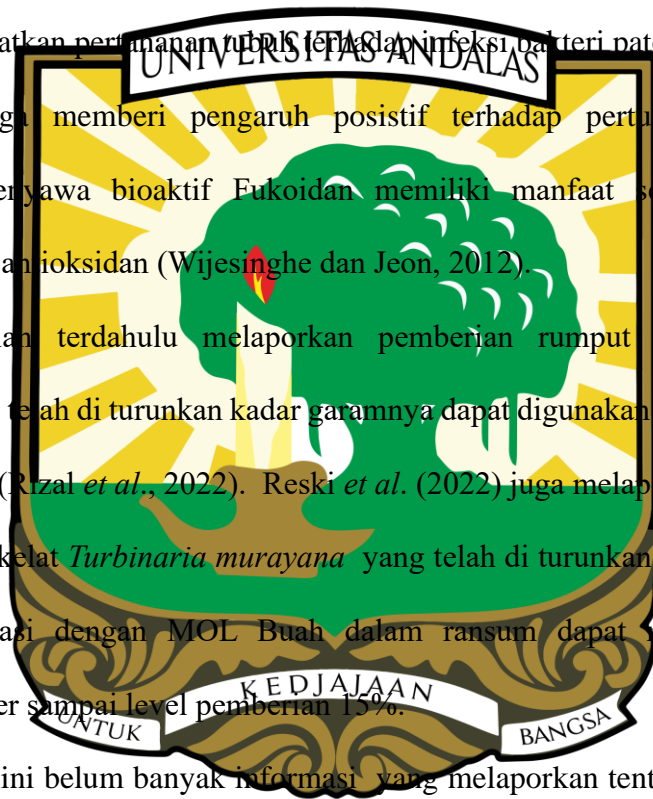 atkan pertahanan tubuh terhadap infeksi bakteri pat
UNIVERSITAS ANDALAS
ga memberi pengaruh posistif terhadap pertu
enyawa bioaktif Fukoidan memiliki manfaat s
antioksidan (Wijesinghe dan Jeon, 2012).
an terdahulu melaporkan pemberian rumput
telah di turunkan kadar garamnya dapat digunakan
(Rizal et al., 2022). Reski et al. (2022) juga melap
kelat Turbinaria murayana yang telah di turunkan
asi dengan MOL Buah dalam ransum dapat
er sampai level pemberian 15%.
UNTUK KEDJAJAAN BANGSA
ini belum banyak informasi yang melaporkan tent